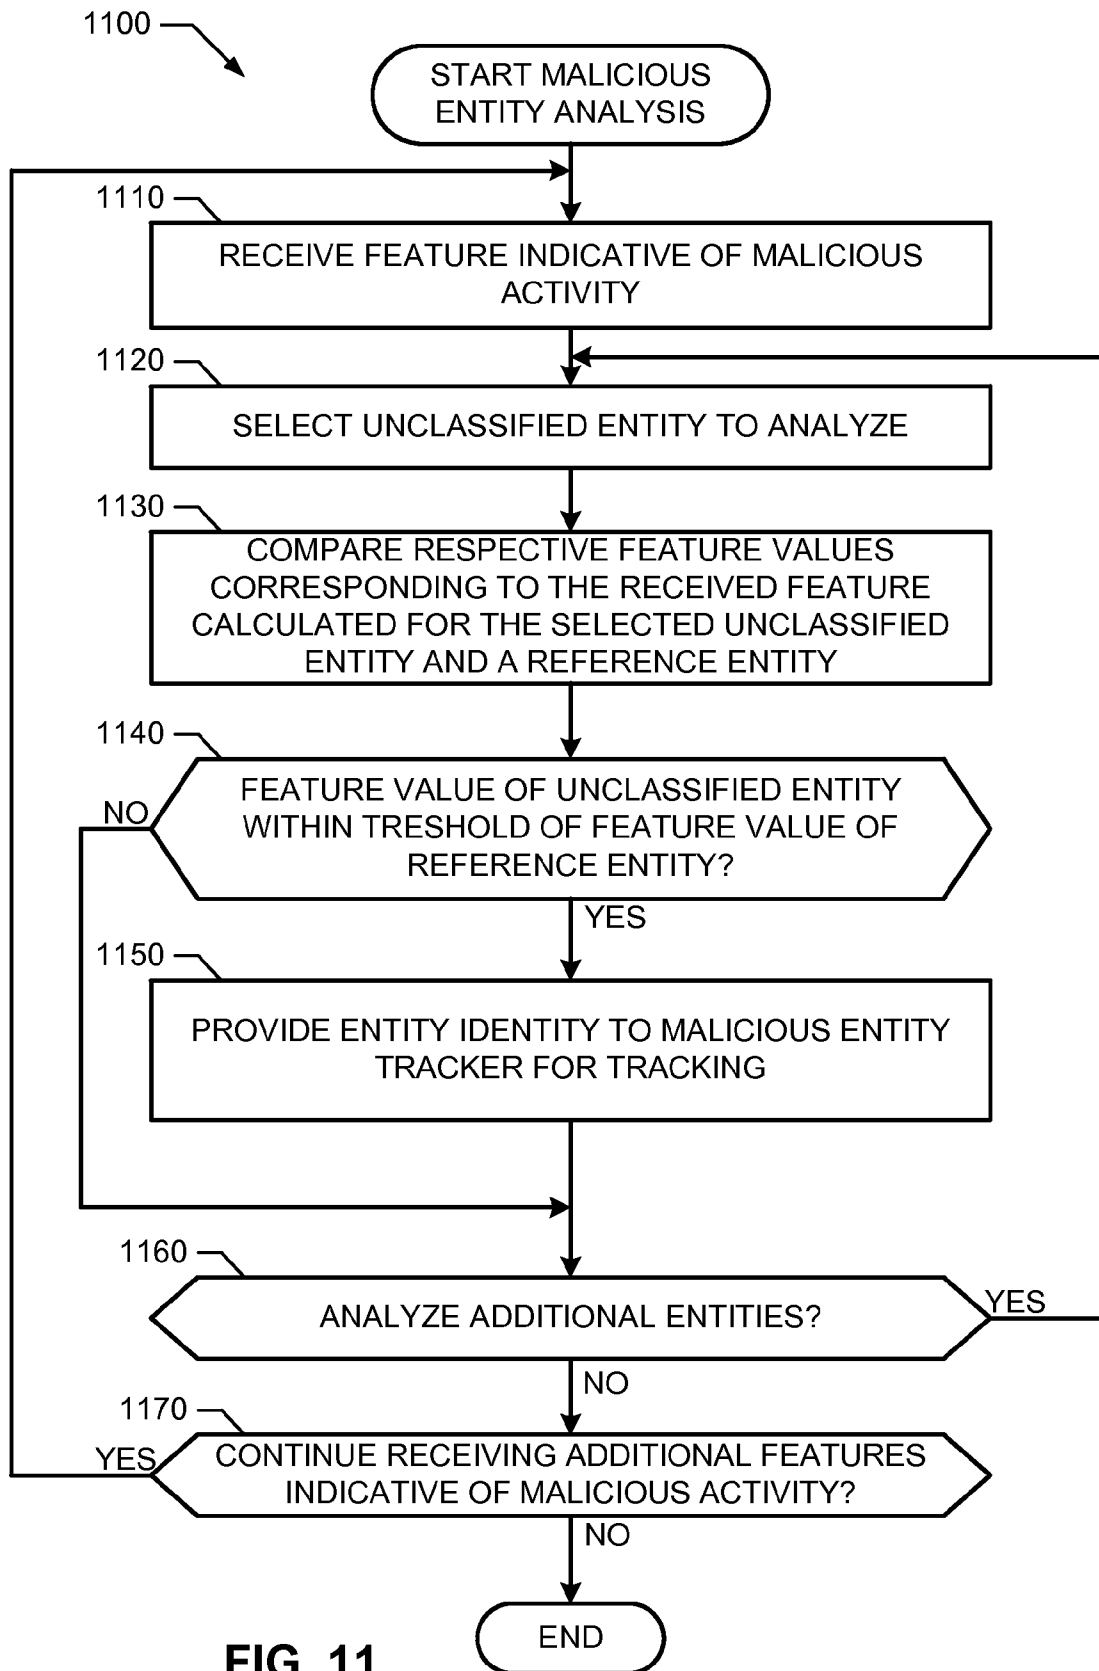 1100
START MALICIOUS
ENTITY ANALYSIS
1110
RECEIVE FEATURE INDICATIVE OF MALICIOUS
ACTIVITY
1120
SELECT UNCLASSIFIED ENTITY TO ANALYZE
1130
COMPARE RESPECTIVE FEATURE VALUES
CORRESPONDING TO THE RECEIVED FEATURE
CALCULATED FOR THE SELECTED UNCLASSIFIED
ENTITY AND A REFERENCE ENTITY
1140
NO
FEATURE VALUE OF UNCLASSIFIED ENTITY
WITHIN TRESHOLD OF FEATURE VALUE OF
REFERENCE ENTITY?
YES
1150
PROVIDE ENTITY IDENTITY TO MALICIOUS ENTITY
TRACKER FOR TRACKING
1160
ANALYZE ADDITIONAL ENTITIES?
YES
NO
1170
YES
CONTINUE RECEIVING ADDITIONAL FEATURES
INDICATIVE OF MALICIOUS ACTIVITY?
NO
END
FIG. 11